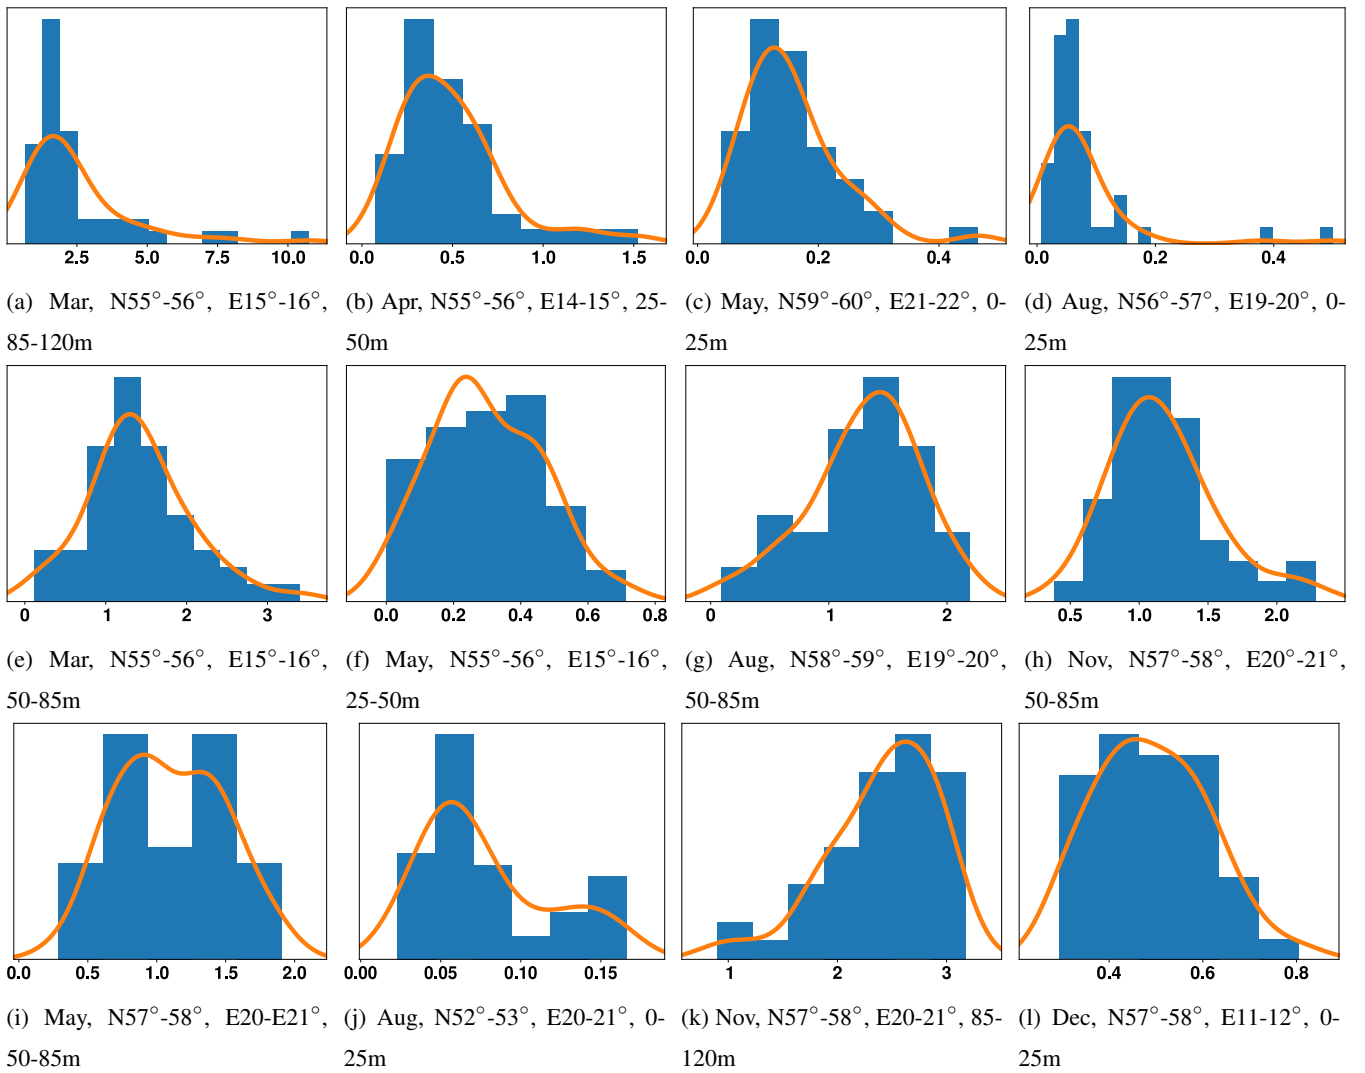 2.5 5.0 7.5 10.0
0.0 0.5 1.0 1.5
0.0 0.2 0.4
0.0 0.2 0.4
(a) Mar, N55°-56°, E15°-16°,
85-120m
(b) Apr, N55°-56°, E14-15°, 25-
50m
(c) May, N59°-60°, E21-22°, 0-
25m
(d) Aug, N56°-57°, E19-20°, 0-
25m
0 1 2 3
0.0 0.2 0.4 0.6 0.8
0 1 2
0.5 1.0 1.5 2.0
(e) Mar, N55°-56°, E15°-16°,
50-85m
(f) May, N55°-56°, E15°-16°,
25-50m
(g) Aug, N58°-59°, E19°-20°,
50-85m
(h) Nov, N57°-58°, E20°-21°,
50-85m
0.0 0.5 1.0 1.5 2.0
0.00 0.05 0.10 0.15
1 2 3
0.4 0.6 0.8
(i) May, N57°-58°, E20-E21°,
50-85m
(j) Aug, N52°-53°, E20-21°, 0-
25m
(k) Nov, N57°-58°, E20-21°, 85-
120m
(l) Dec, N57°-58°, E11-12°, 0-
25m